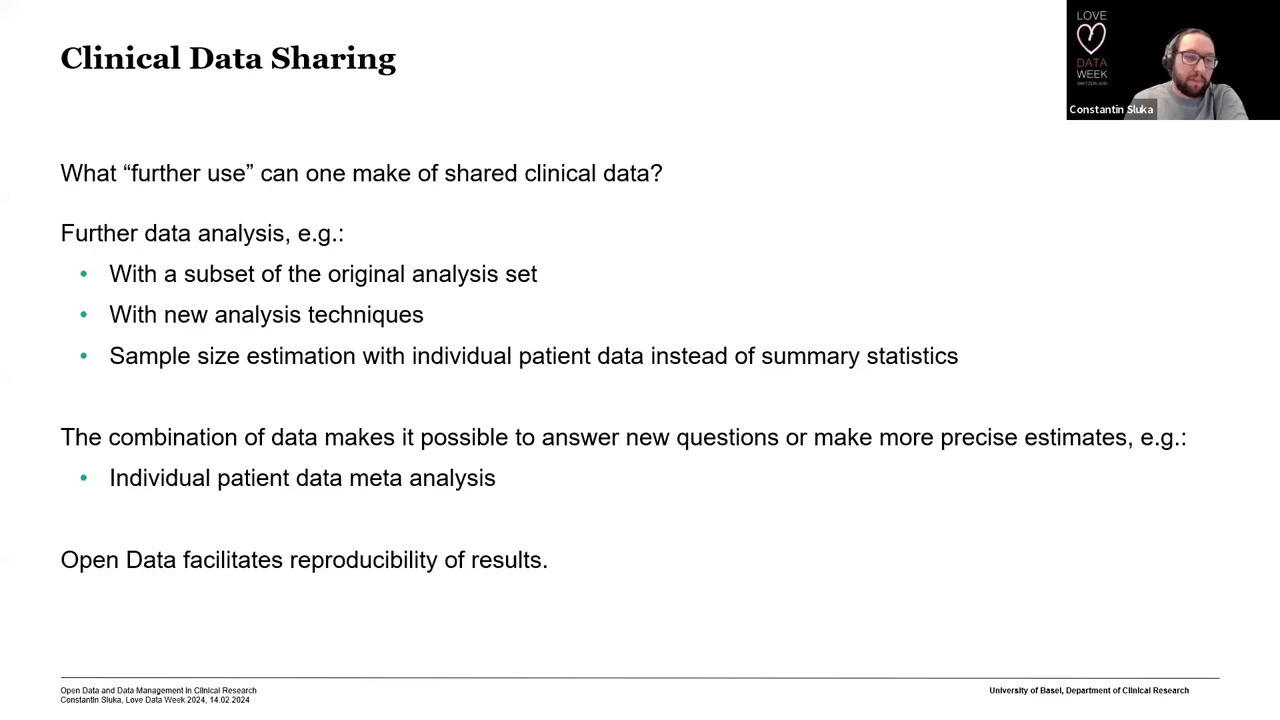 Clinical Data Sharing
LOVE
DATA
WEEK
SWITZERLAND
Constantin Sluka
What “further use” can one make of shared clinical data?
Further data analysis, e.g.:
• With a subset of the original analysis set
• With new analysis techniques
• Sample size estimation with individual patient data instead of summary statistics
The combination of data makes it possible to answer new questions or make more precise estimates, e.g.:
• Individual patient data meta analysis
Open Data facilitates reproducibility of results.
Open Data and Data Management in Clinical Research
Constantin Sluka, Love Data Week 2024, 14.02.2024
University of Basel, Department of Clinical Research